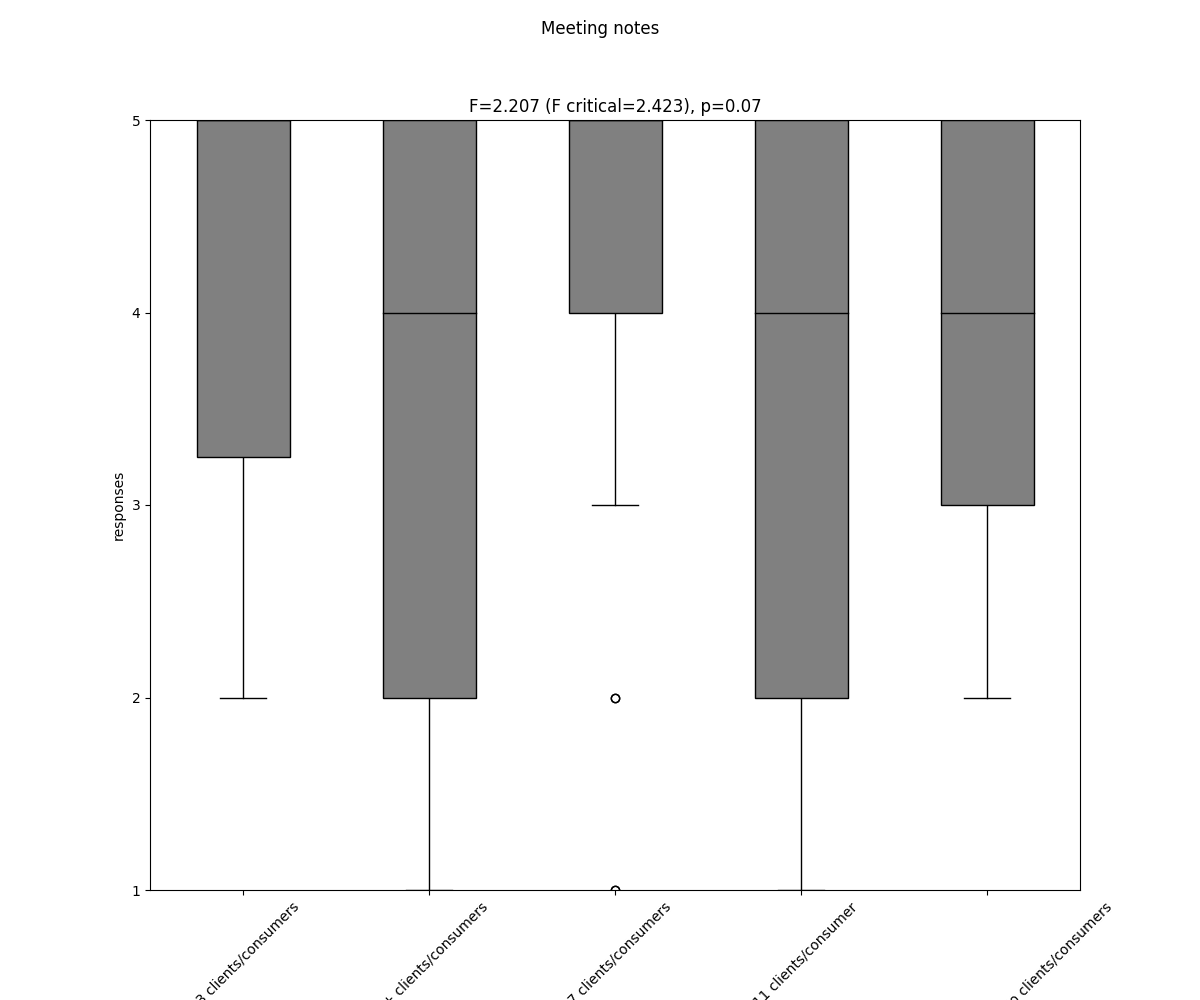 Meeting notes
F=2.207 (F critical=2.423), p=0.07
5
4
3
2
1
responses
3 clients/consumers
clients/consumers
7 clients/consumers
11 clients/consumer
clients/consumers